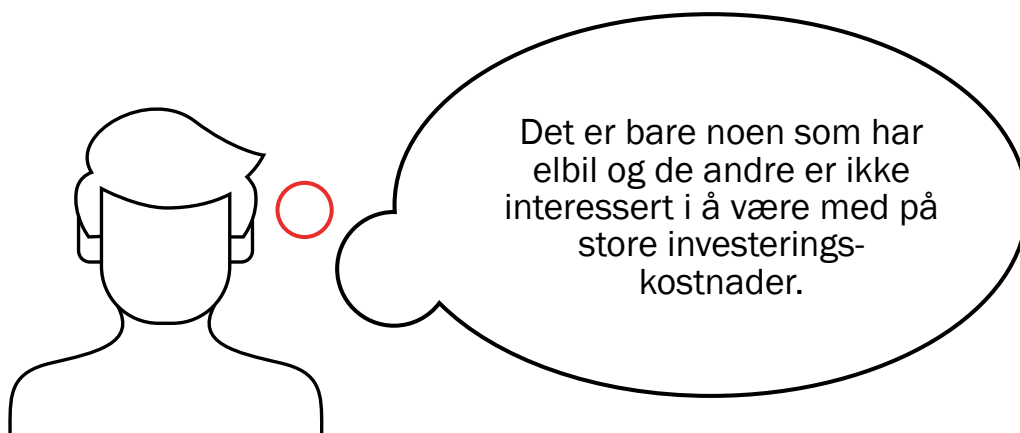 Det er bare noen som har
elbil og de andre er ikke
interessert i å være med på
store investerings-
kostnader.